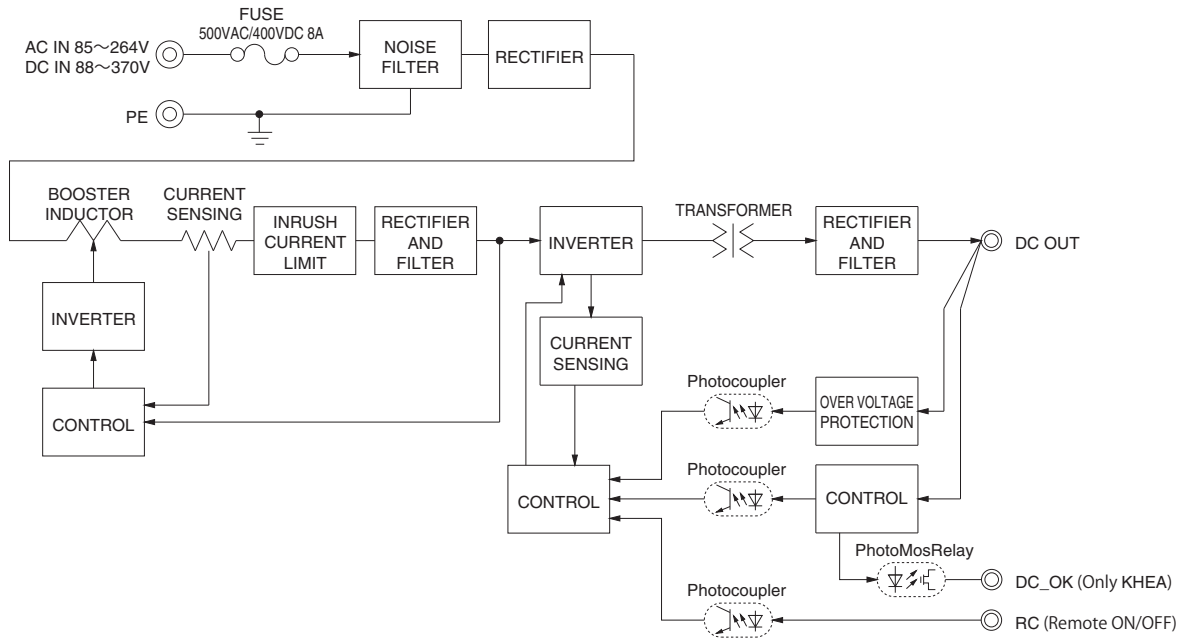 FUSE
500VAC/400VDC 8A
AC IN 85～264V
DC IN 88～370V
NOISE
FILTER
RECTIFIER
PE
BOOSTER
INDUCTOR
CURRENT
SENSING
INRUSH
CURRENT
LIMIT
RECTIFIER
AND
FILTER
INVERTER
TRANSFORMER
RECTIFIER
AND
FILTER
DC OUT
INVERTER
CURRENT
SENSING
CONTROL
Photocoupler
OVER VOLTAGE
PROTECTION
CONTROL
Photocoupler
CONTROL
PhotoMosRelay
DC_OK (Only KHEA)
Photocoupler
RC (Remote ON/OFF)